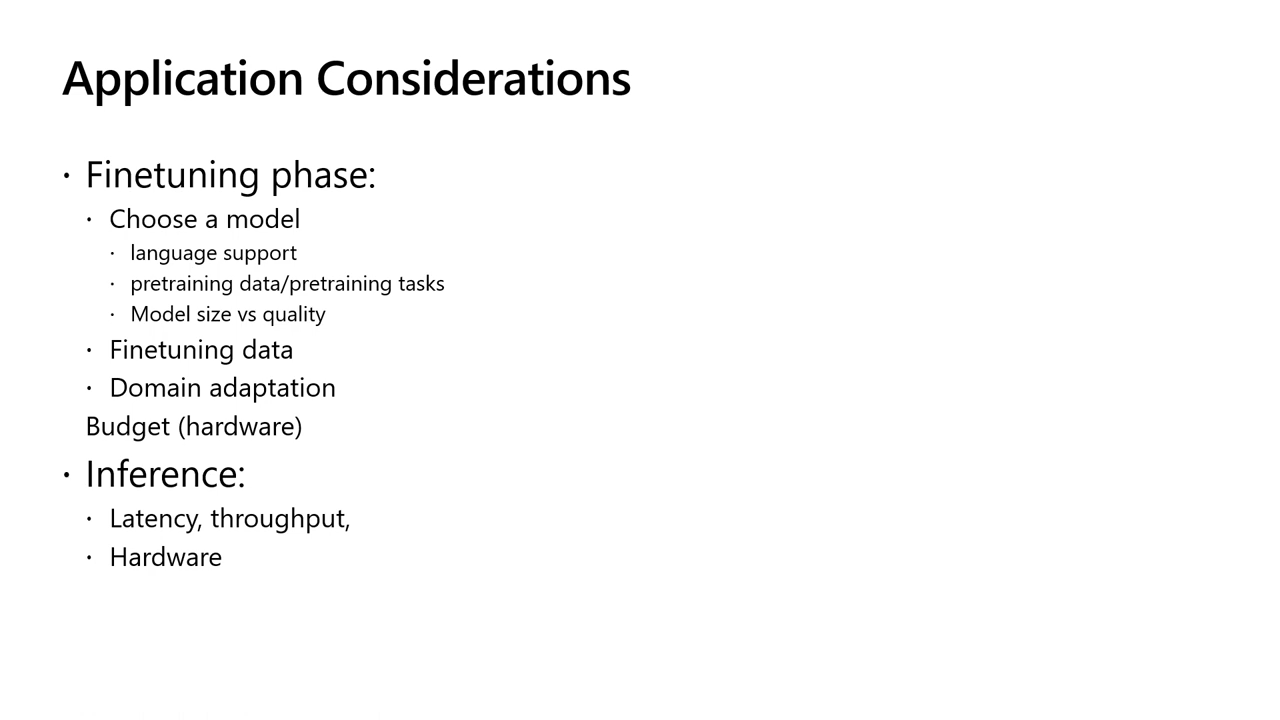 Application Considerations
· Finetuning phase:
· Choose a model
· language support
· pretraining data/pretraining tasks
· Model size vs quality
· Finetuning data
· Domain adaptation
Budget (hardware)
· Inference:
· Latency, throughput,
· Hardware